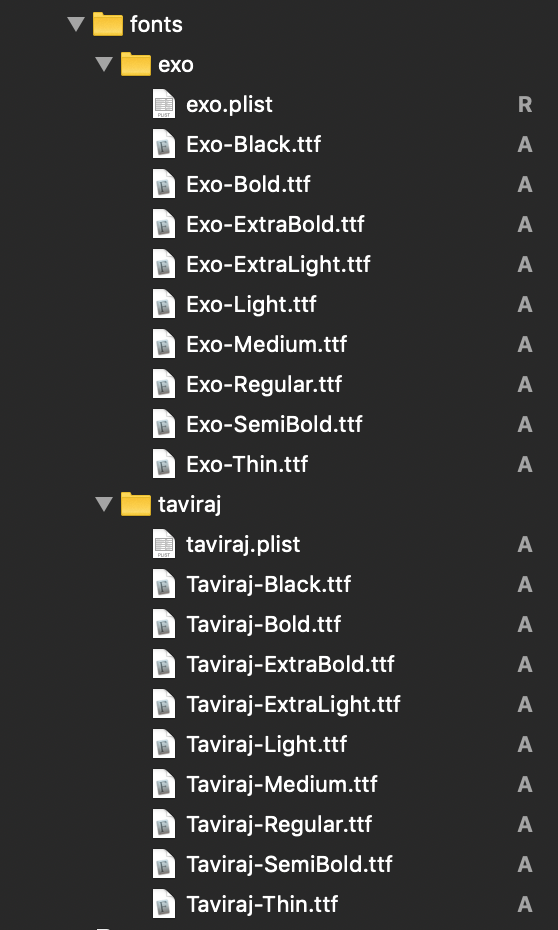 fonts
exo
exo.plist R
Exo-Black.ttf A
Exo-Bold.ttf A
Exo-ExtraBold.ttf A
Exo-ExtraLight.ttf A
Exo-Light.ttf A
Exo-Medium.ttf A
Exo-Regular.ttf A
Exo-SemiBold.ttf A
Exo-Thin.ttf A
taviraj
taviraj.plist A
Taviraj-Black.ttf A
Taviraj-Bold.ttf A
Taviraj-ExtraBold.ttf A
Taviraj-ExtraLight.ttf A
Taviraj-Light.ttf A
Taviraj-Medium.ttf A
Taviraj-Regular.ttf A
Taviraj-SemiBold.ttf A
Taviraj-Thin.ttf A